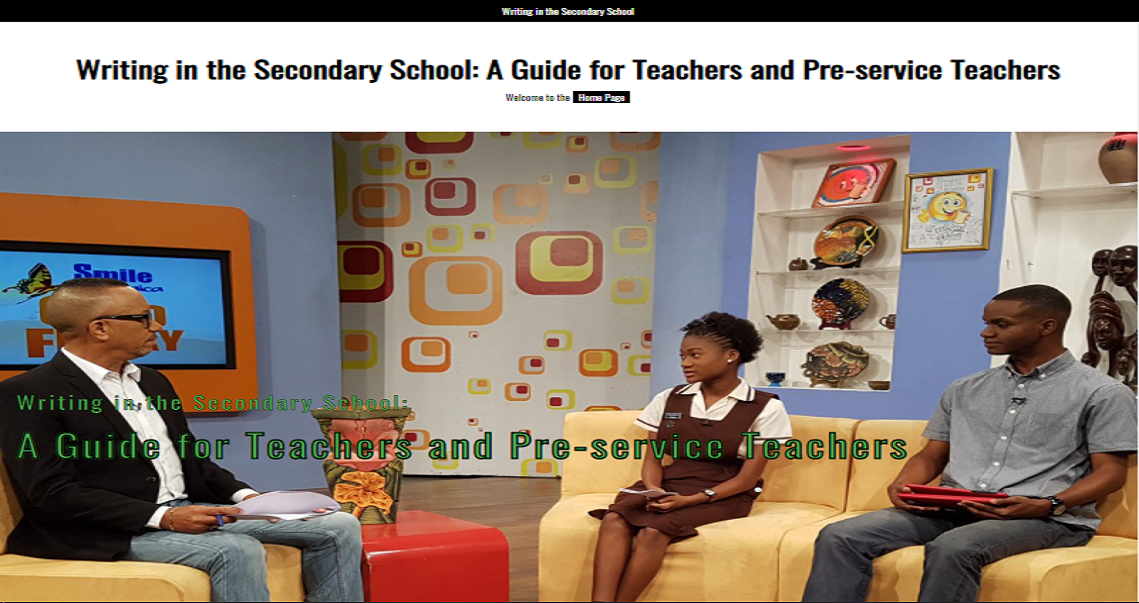 Writing in the Secondary School
Writing in the Secondary School: A Guide for Teachers and Pre-service Teachers
Welcome to the Home Page
Smile
Writing in the Secondary School:
A Guide for Teachers and Pre-service Teachers